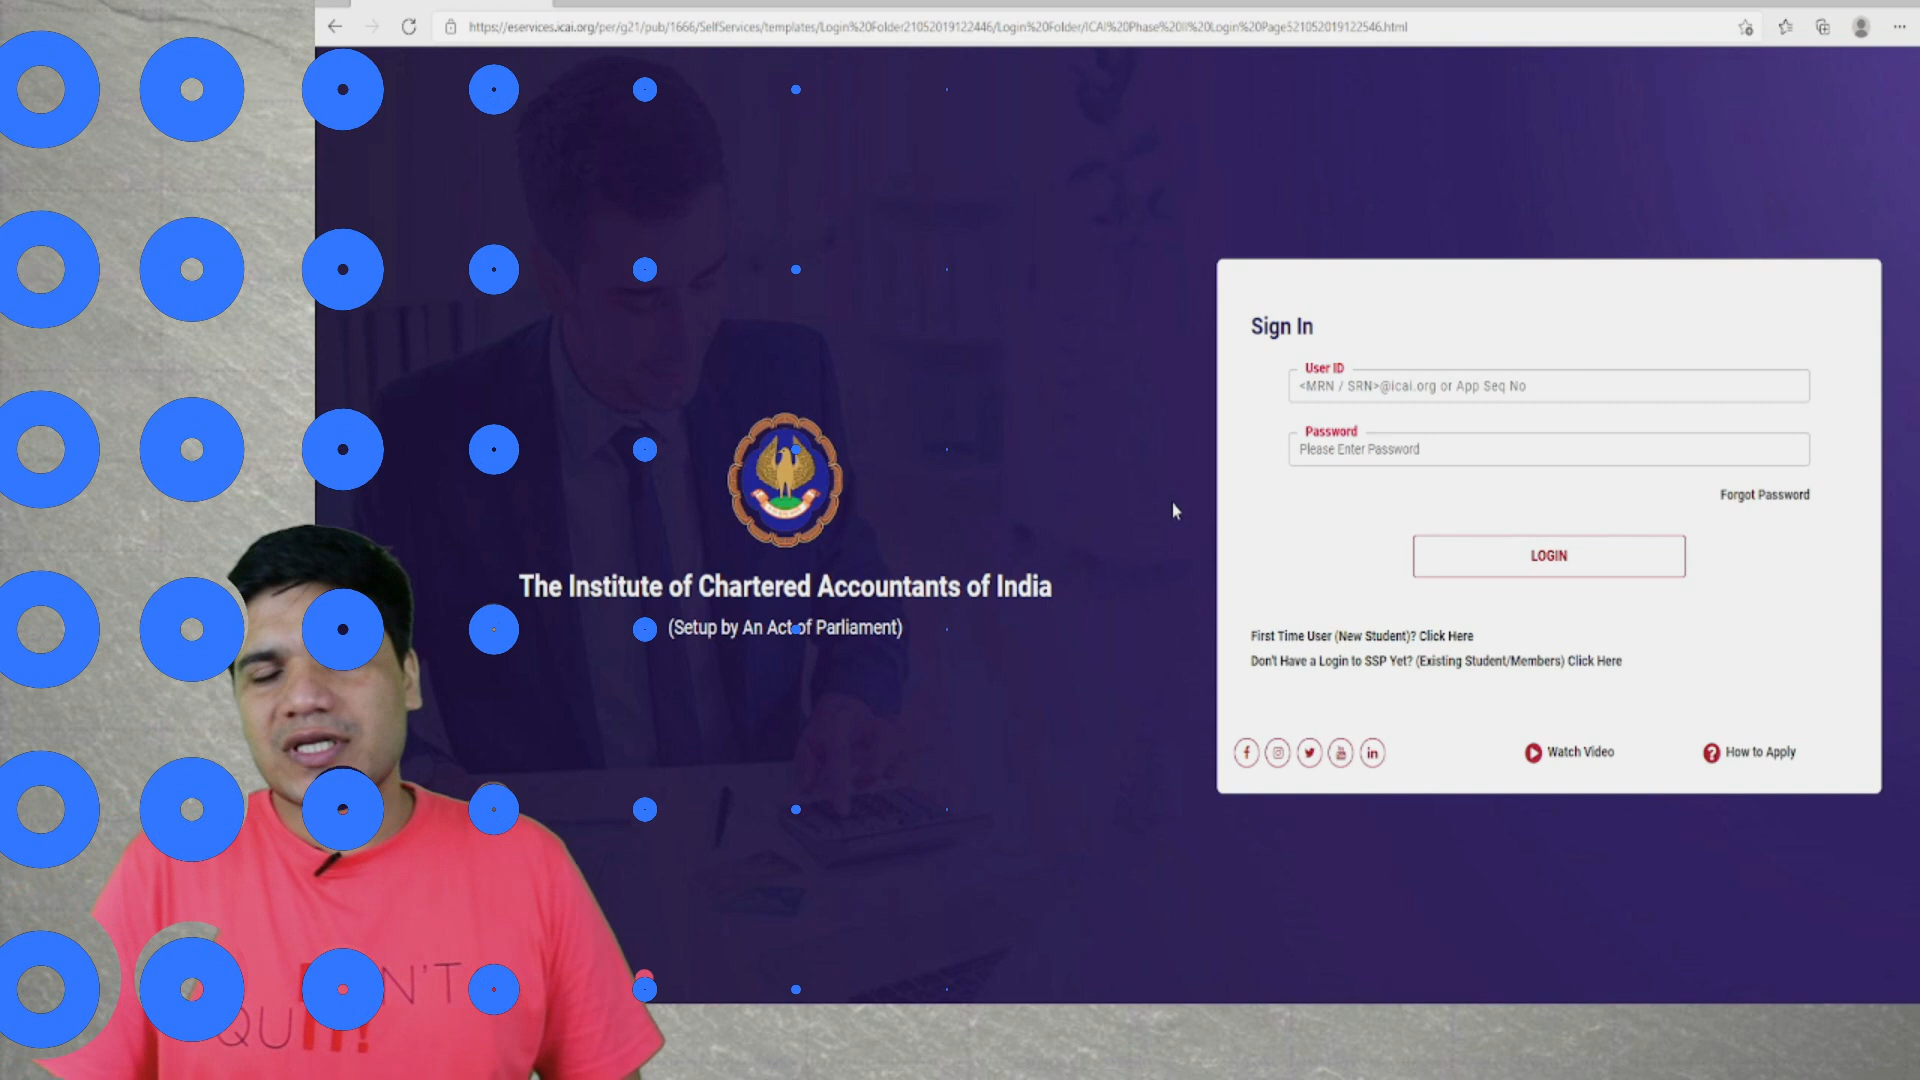 https://eservices.icai.org/per/g21/pub/1666/SelfServices/templates/Login%20Folder21052019122446/Login%20Folder/ICAI%20Phase%20II%20Login%20Page521052019122546.html
Sign In
User ID
<MRN / SRN>@icai.org or App Seq No
Password
Please Enter Password
Forgot Password
LOGIN
The Institute of Chartered Accountants of India
(Setup by An Act of Parliament)
First Time User (New Student)? Click Here
Don't Have a Login to SSP Yet? (Existing Student/Members) Click Here
Watch Video
How to Apply
N'T
QUIT!